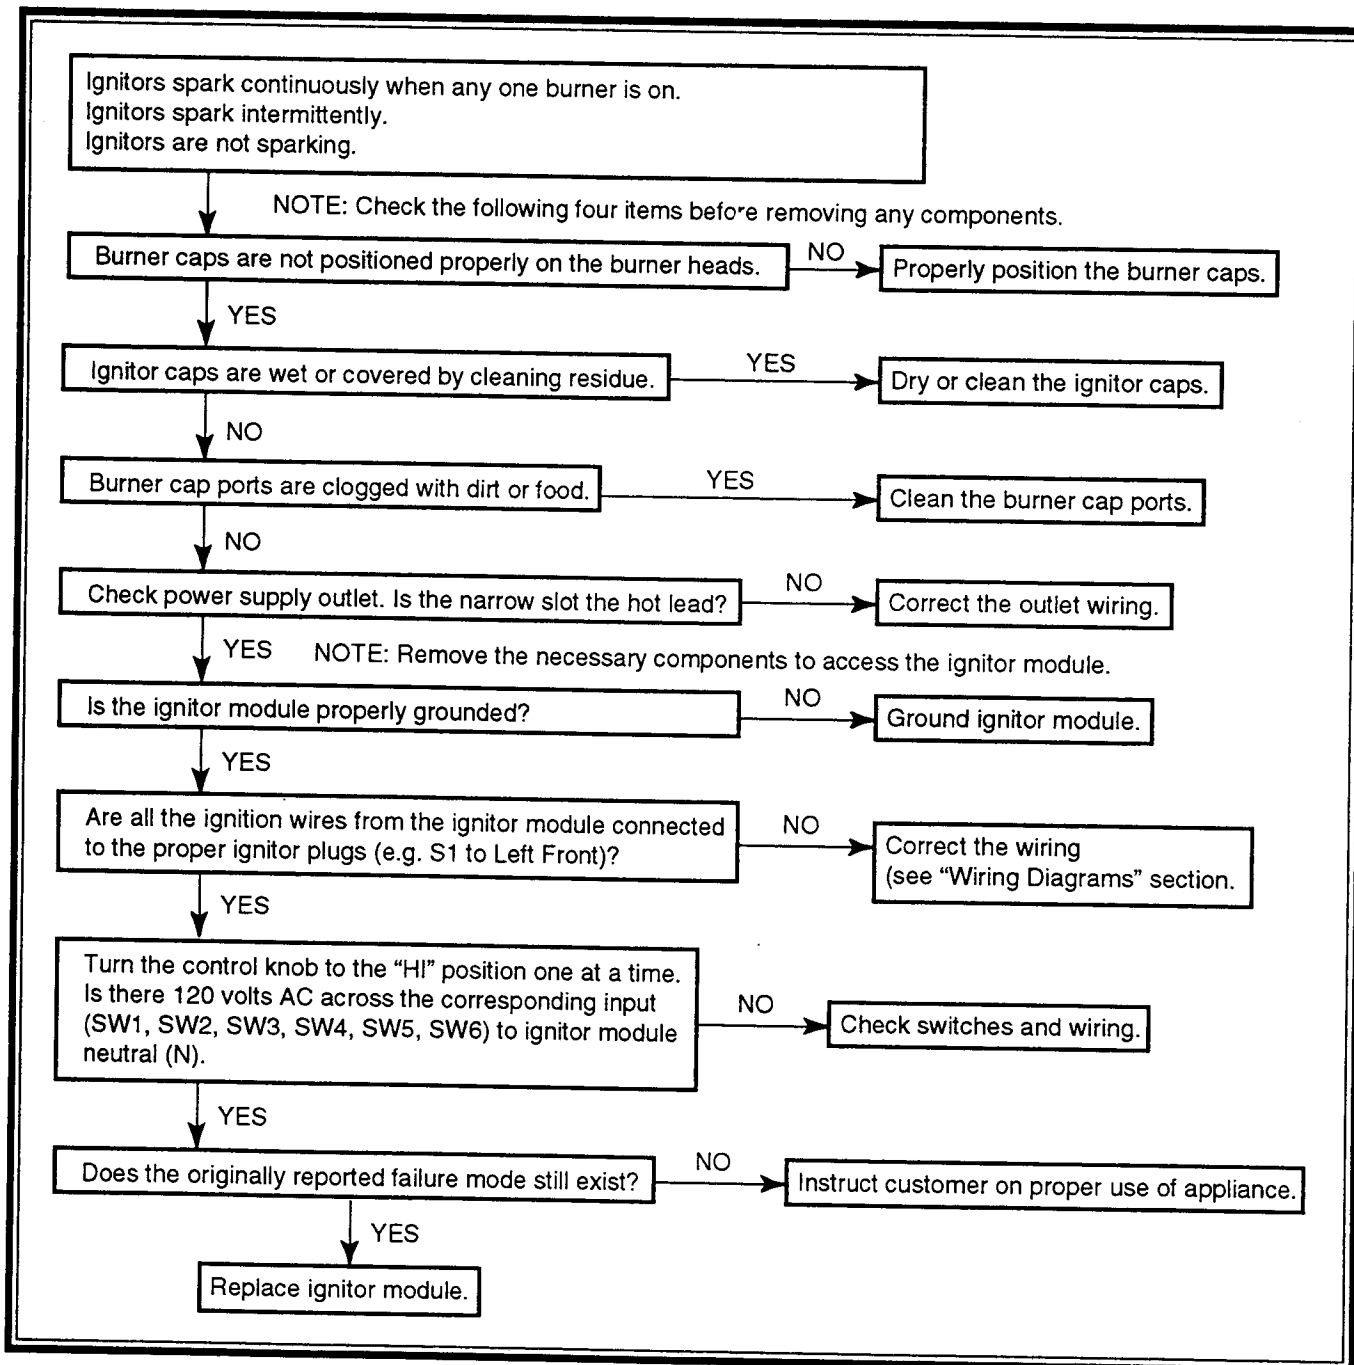 Ignitors spark continuously when any one burner is on.
Ignitors spark intermittently.
Ignitors are not sparking.
NOTE: Check the following four items before removing any components.
Burner caps are not positioned properly on the burner heads.
NO
Properly position the burner caps.
YES
Ignitor caps are wet or covered by cleaning residue.
YES
Dry or clean the ignitor caps.
NO
Burner cap ports are clogged with dirt or food.
YES
Clean the burner cap ports.
NO
Check power supply outlet. Is the narrow slot the hot lead?
NO
Correct the outlet wiring.
YES
NOTE: Remove the necessary components to access the ignitor module.
Is the ignitor module properly grounded?
NO
Ground ignitor module.
YES
Are all the ignition wires from the ignitor module connected
to the proper ignitor plugs (e.g. S1 to Left Front)?
NO
Correct the wiring
(see “Wiring Diagrams” section.
YES
Turn the control knob to the “HI” position one at a time.
Is there 120 volts AC across the corresponding input
(SW1, SW2, SW3, SW4, SW5, SW6) to ignitor module
neutral (N).
NO
Check switches and wiring.
YES
Does the originally reported failure mode still exist?
NO
Instruct customer on proper use of appliance.
YES
Replace ignitor module.